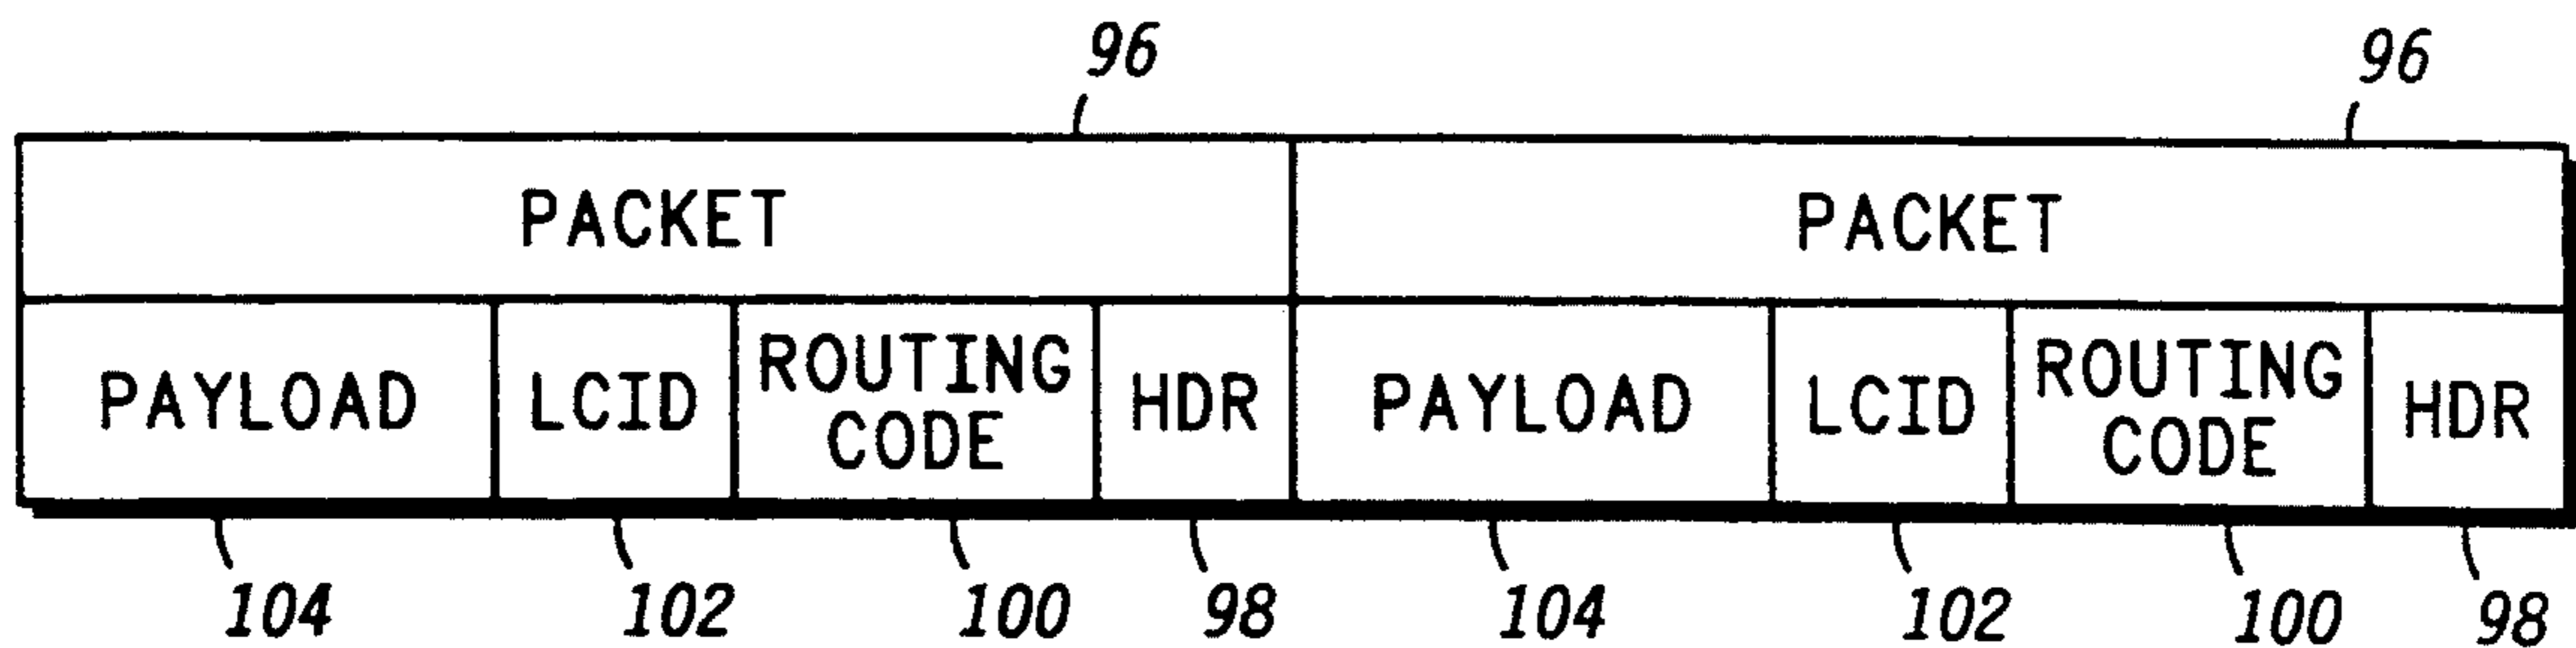 96 96
PACKET PACKET
PAYLOAD LCID ROUTING CODE HDR PAYLOAD LCID ROUTING CODE HDR
104 102 100 98 104 102 100 98